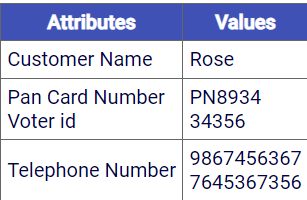 Attributes Values
Customer Name Rose
Pan Card Number PN8934
Voter id 34356
Telephone Number 9867456367
7645367356